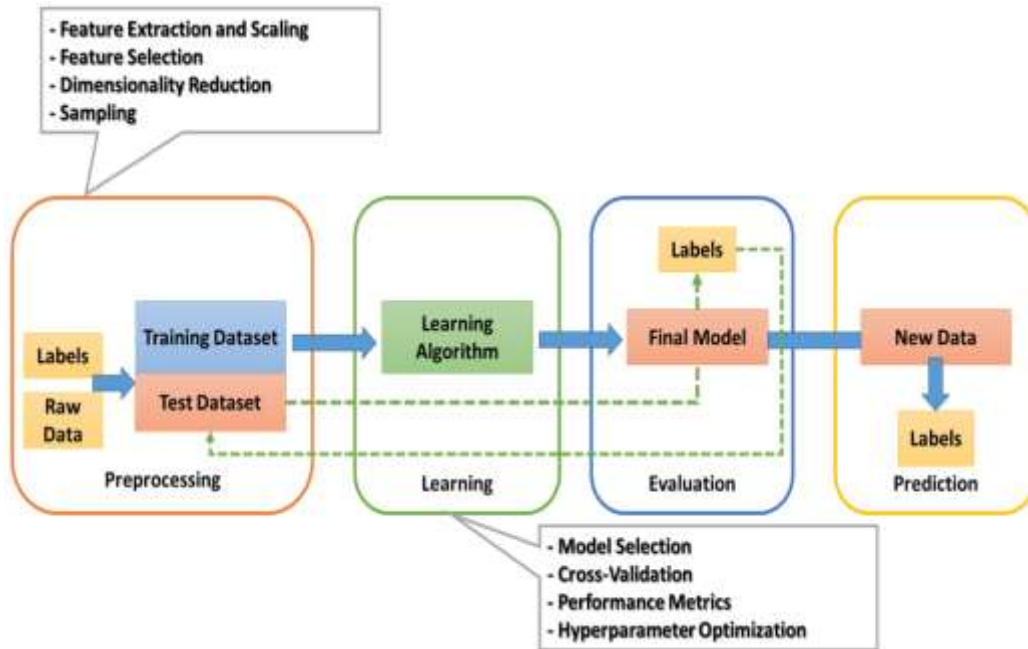 - Feature Extraction and Scaling
- Feature Selection
- Dimensionality Reduction
- Sampling
Labels
Raw
Data
Training Dataset
Test Dataset
Preprocessing
Learning
Algorithm
Learning
Labels
Final Model
Evaluation
New Data
Labels
Prediction
- Model Selection
- Cross-Validation
- Performance Metrics
- Hyperparameter Optimization